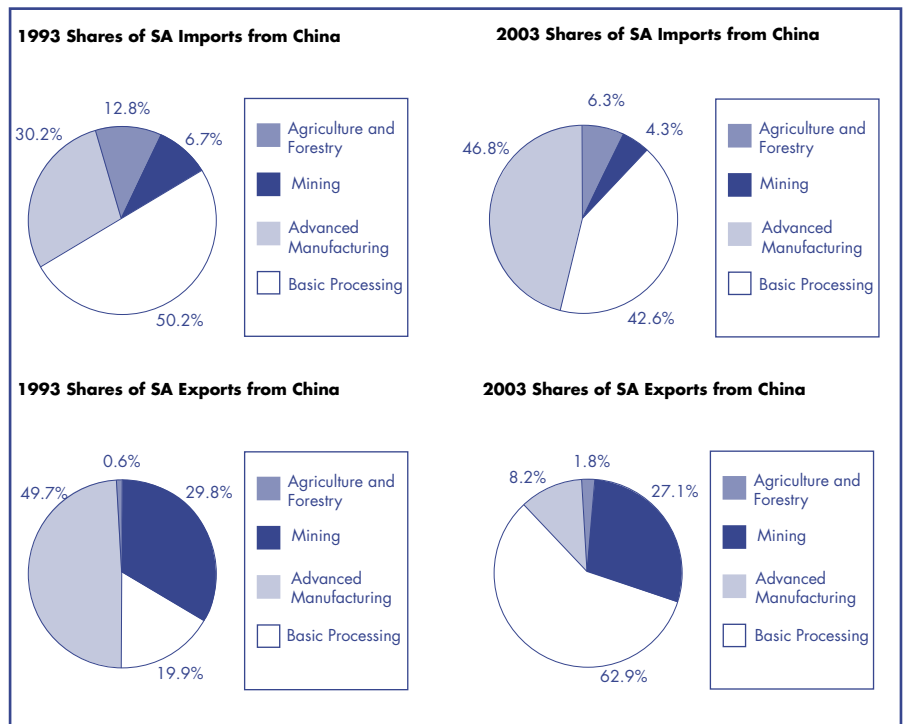 1993 Shares of SA Imports from China
12.8%
30.2%
6.7%
50.2%
Agriculture and
Forestry
Mining
Advanced
Manufacturing
Basic Processing
2003 Shares of SA Imports from China
6.3%
4.3%
46.8%
42.6%
Agriculture and
Forestry
Mining
Advanced
Manufacturing
Basic Processing
1993 Shares of SA Exports from China
0.6%
49.7%
29.8%
19.9%
Agriculture and
Forestry
Mining
Advanced
Manufacturing
Basic Processing
2003 Shares of SA Exports from China
1.8%
8.2%
27.1%
62.9%
Agriculture and
Forestry
Mining
Advanced
Manufacturing
Basic Processing